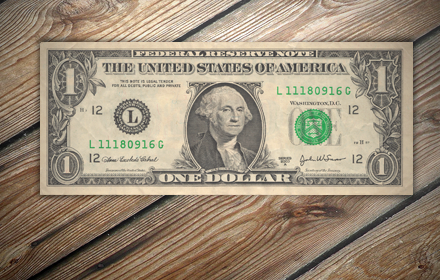 FEDERAL RESERVE NOTE
THE UNITED STATES OF AMERICA
THIS NOTE IS LEGAL TENDER
FOR ALL DEBTS, PUBLIC AND PRIVATE
L 11180916 G
WASHINGTON, D.C.
1
1
12
12
L
L 11180916 G
12
12
SERIES
1
1
ONE DOLLAR